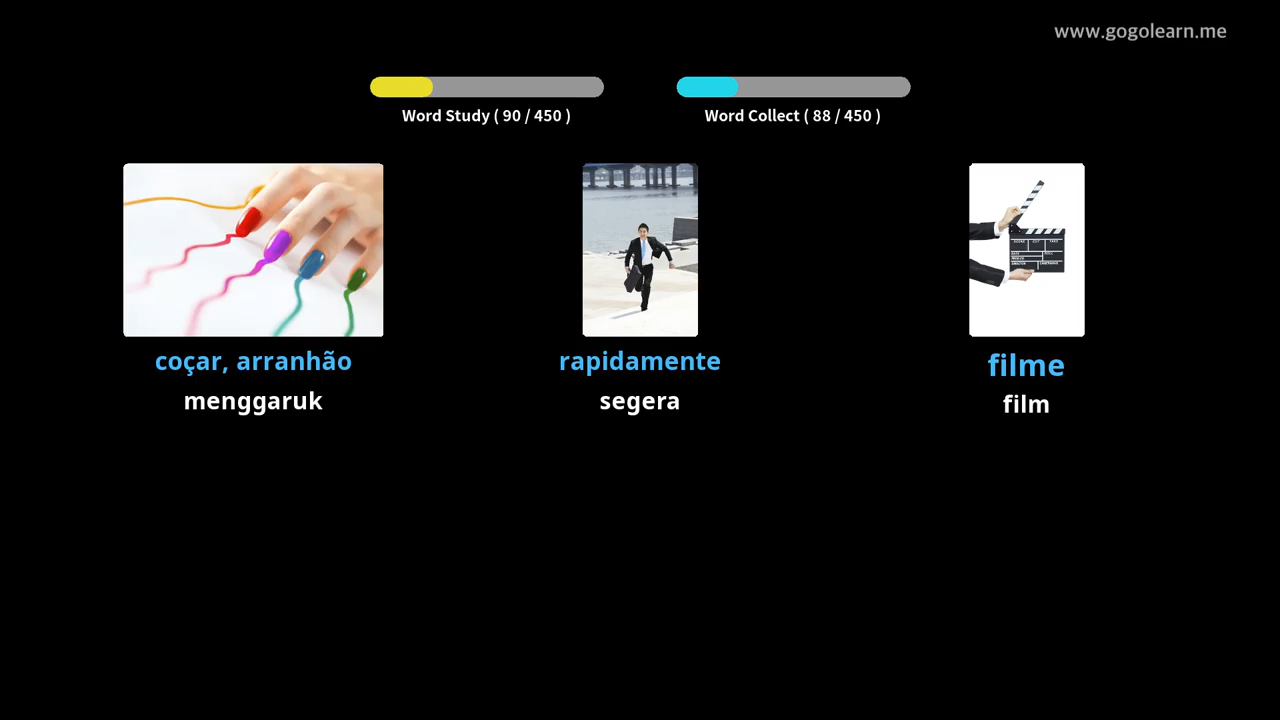 www.gogolearn.me
Word Study ( 90 / 450 )
Word Collect ( 88 / 450 )
coçar, arranhão
menggaruk
rapidamente
segera
filme
film